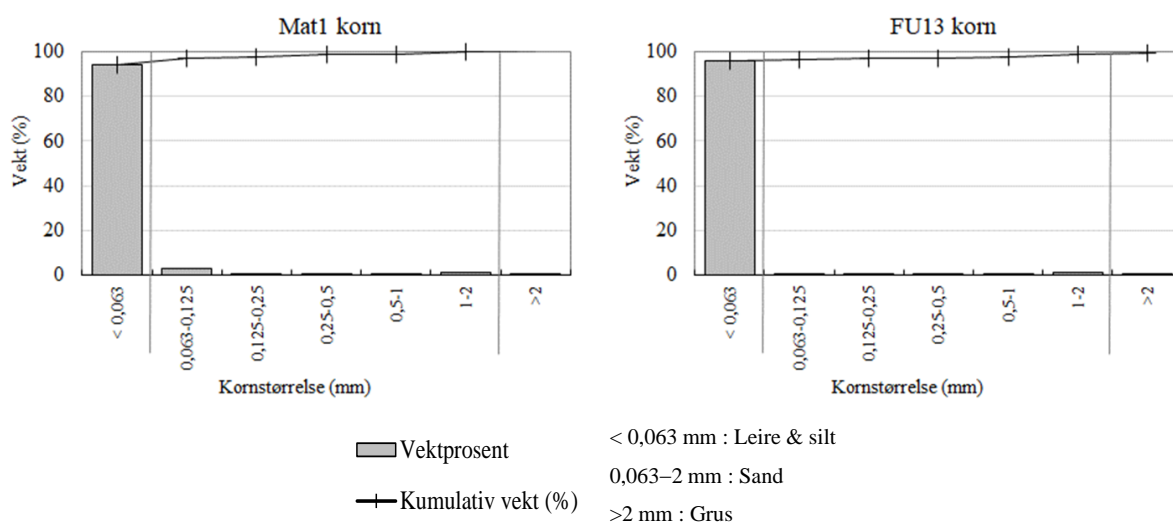 Mat1 korn
100
80
60
40
20
0
Vekt (%)
< 0,063
0,063-0,125
0,125-0,25
0,25-0,5
0,5-1
1-2
>2
Kornstørrelse (mm)
FU13 korn
100
80
60
40
20
0
Vekt (%)
< 0,063
0,063-0,125
0,125-0,25
0,25-0,5
0,5-1
1-2
>2
Kornstørrelse (mm)
Vektprosent
Kumulativ vekt (%)
< 0,063 mm : Leire & silt
0,063–2 mm : Sand
>2 mm : Grus